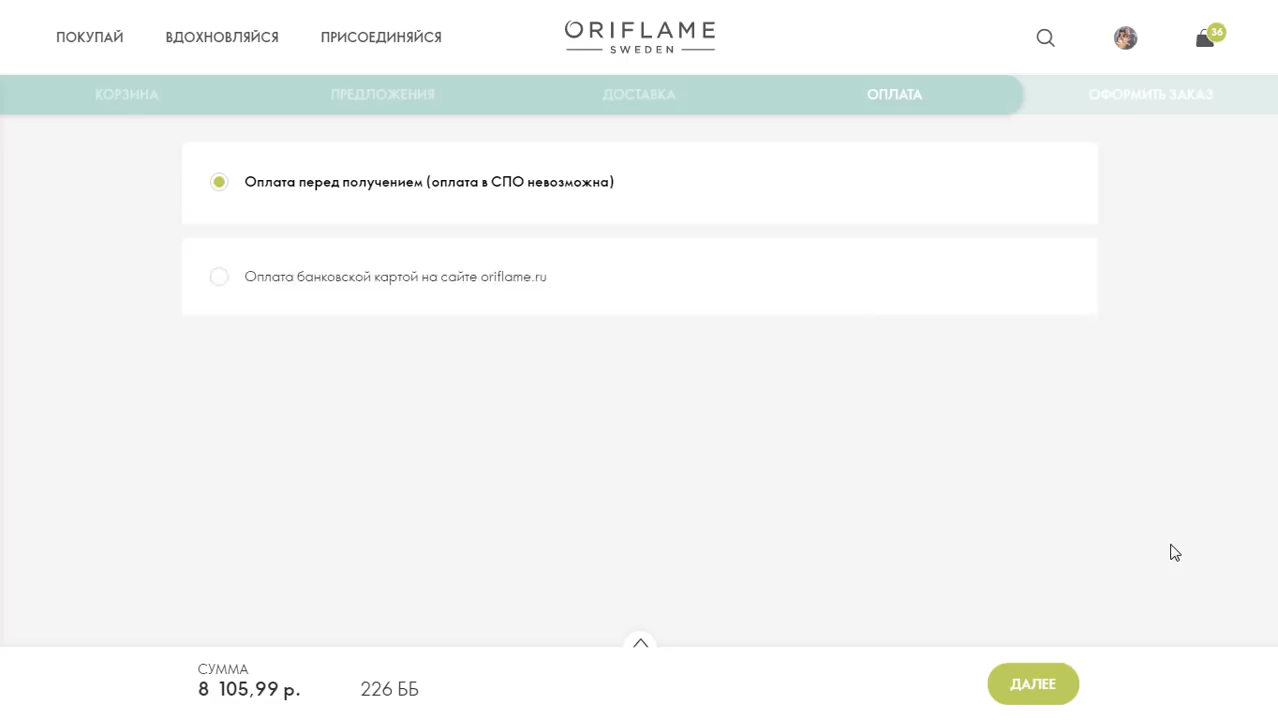 ПОКУПАЙ ВДОХНОВЛЯЙСЯ ПРИСОЕДИНЯЙСЯ ORIFLAME 36
SWEDEN
КОРЗИНА ПРЕДЛОЖЕНИЯ ДОСТАВКА ОПЛАТА ОФОРМИТЬ ЗАКАЗ
Оплата перед получением (оплата в СПО невозможна)
Оплата банковской картой на сайте oriflame.ru
СУММА
8 105,99 р. 226 ББ ДАЛЕЕ